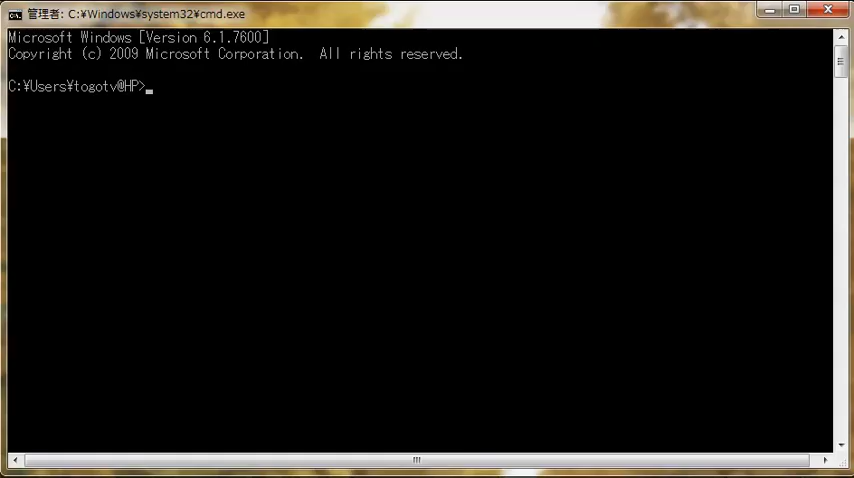 管理者: C:¥Windows¥system32¥cmd.exe
Microsoft Windows [Version 6.1.7600]
Copyright (c) 2009 Microsoft Corporation.  All rights reserved.
C:¥Users¥togotv@HP>